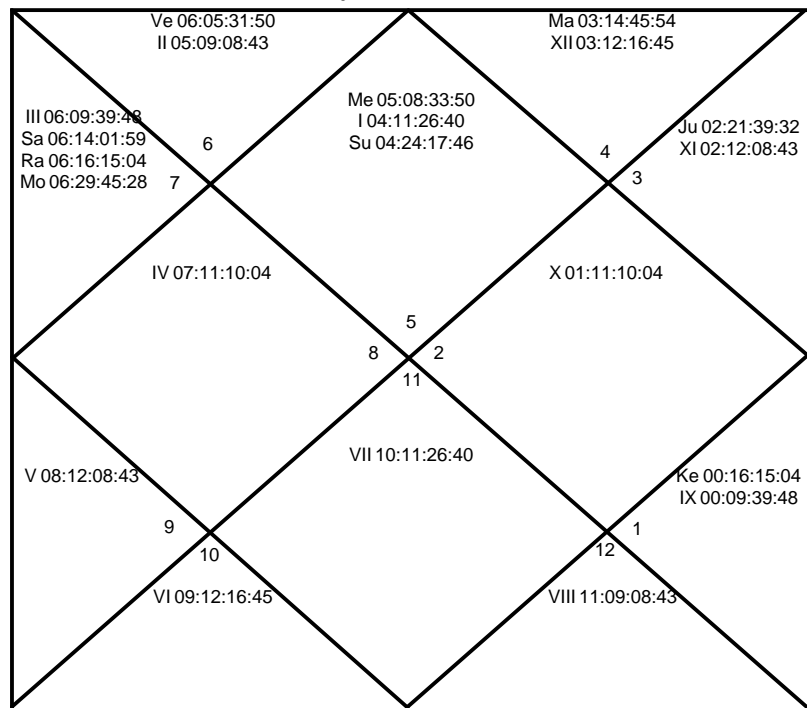 Ve 06:05:31:50
II 05:09:08:43
Ma 03:14:45:54
XII 03:12:16:45
III 06:09:39:48
Sa 06:14:01:59
Ra 06:16:15:04
Mo 06:29:45:28
6
7
Me 05:08:33:50
I 04:11:26:40
Su 04:24:17:46
4
3
Ju 02:21:39:32
XI 02:12:08:43
IV 07:11:10:04
X 01:11:10:04
5
8
2
11
V 08:12:08:43
VII 10:11:26:40
Ke 00:16:15:04
IX 00:09:39:48
9
10
1
12
VI 09:12:16:45
VIII 11:09:08:43